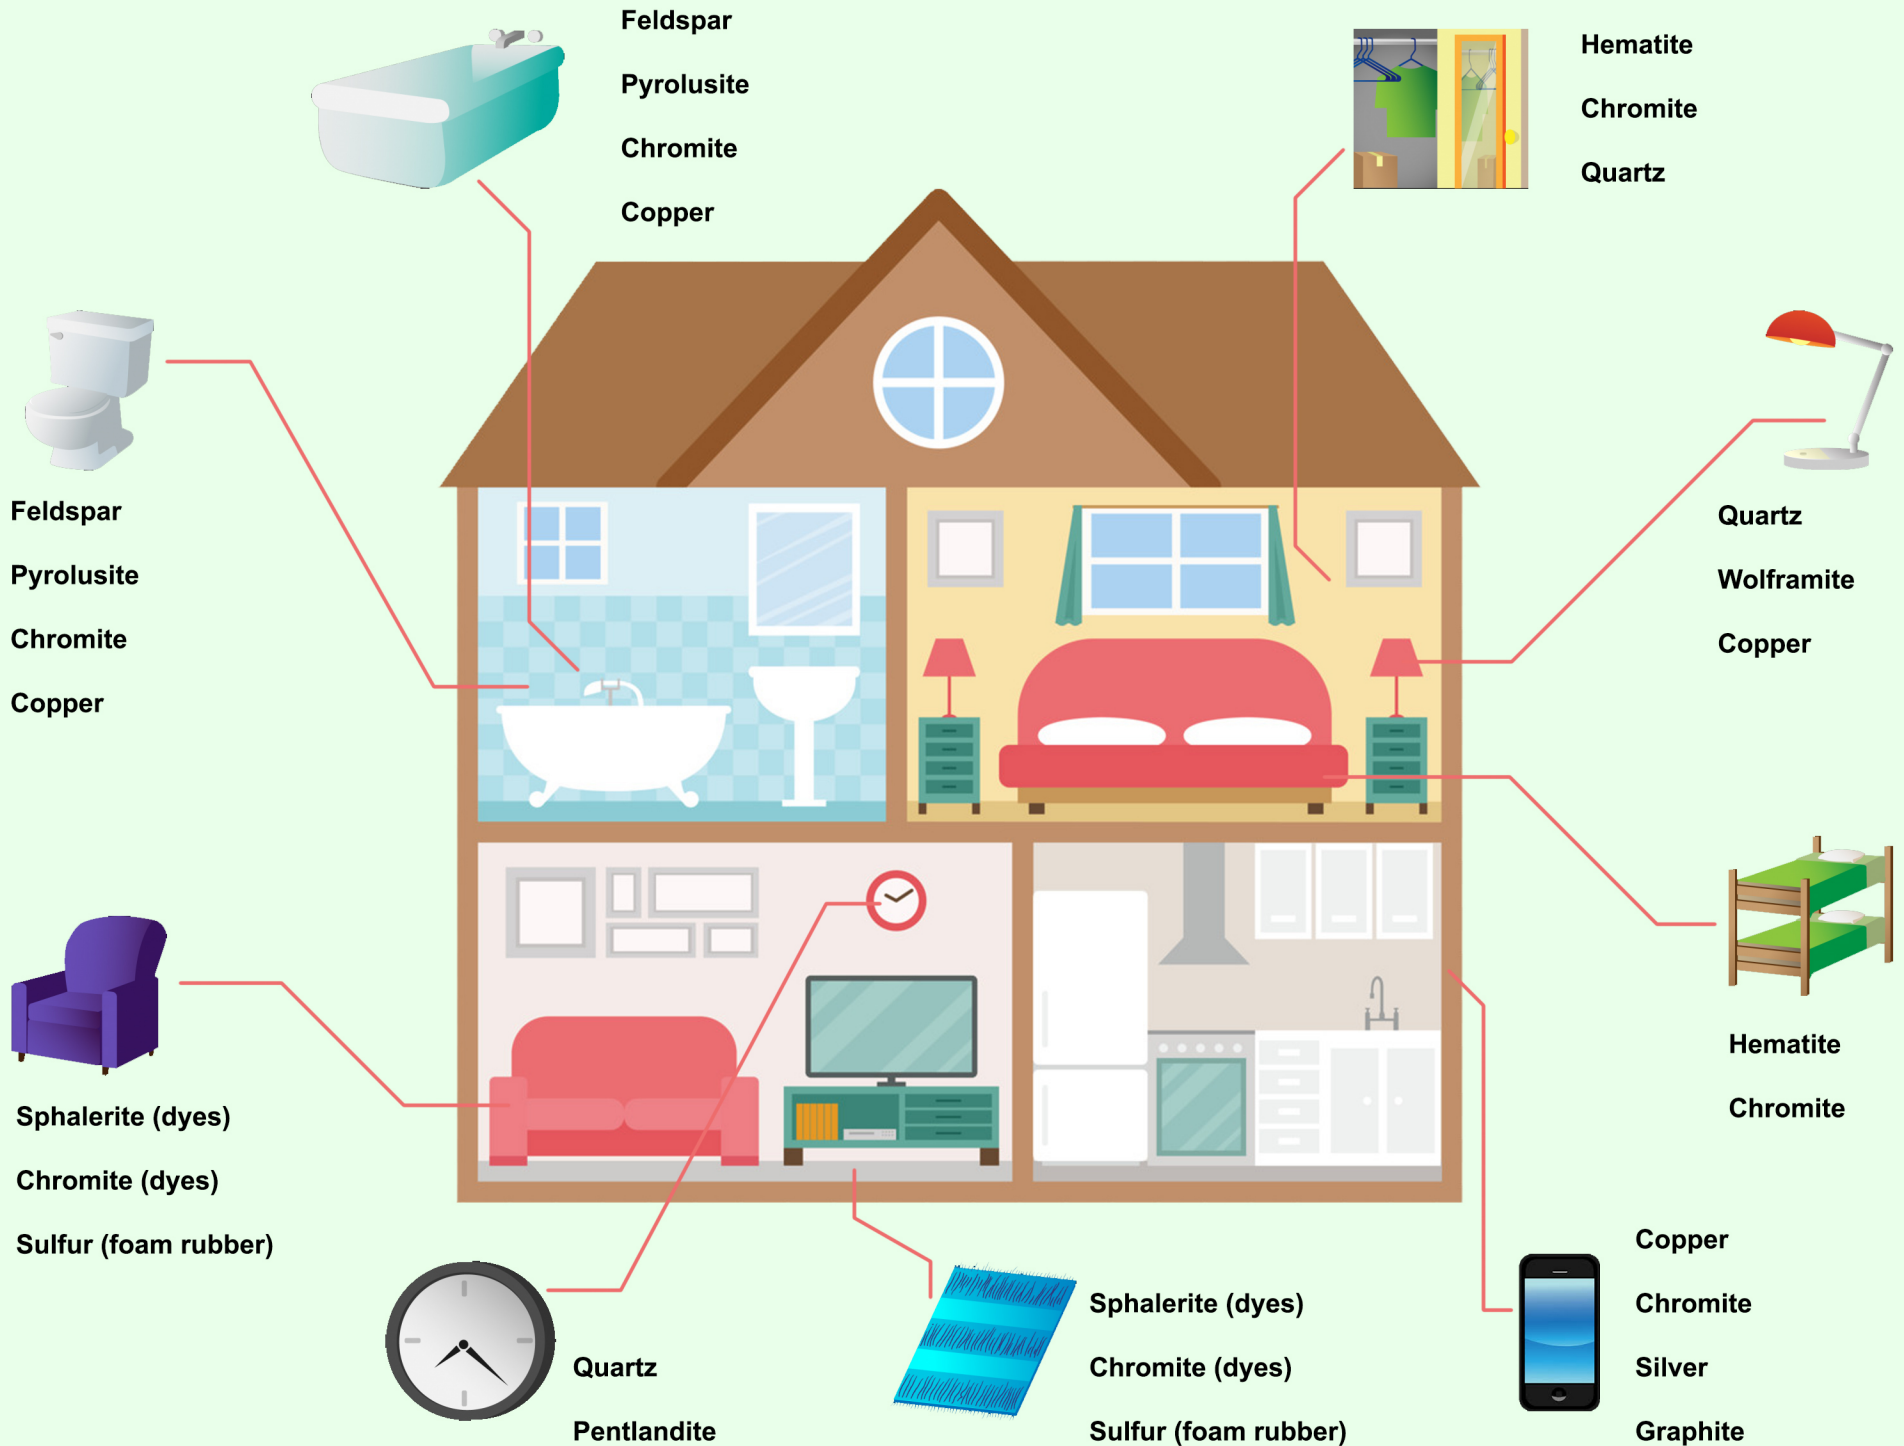 Feldspar
Pyrolusite
Chromite
Copper
Hematite
Chromite
Quartz
Feldspar
Pyrolusite
Chromite
Copper
Quartz
Wolframite
Copper
Sphalerite (dyes)
Chromite (dyes)
Sulfur (foam rubber)
Hematite
Chromite
Quartz
Pentlandite
Sphalerite (dyes)
Chromite (dyes)
Sulfur (foam rubber)
Copper
Chromite
Silver
Graphite